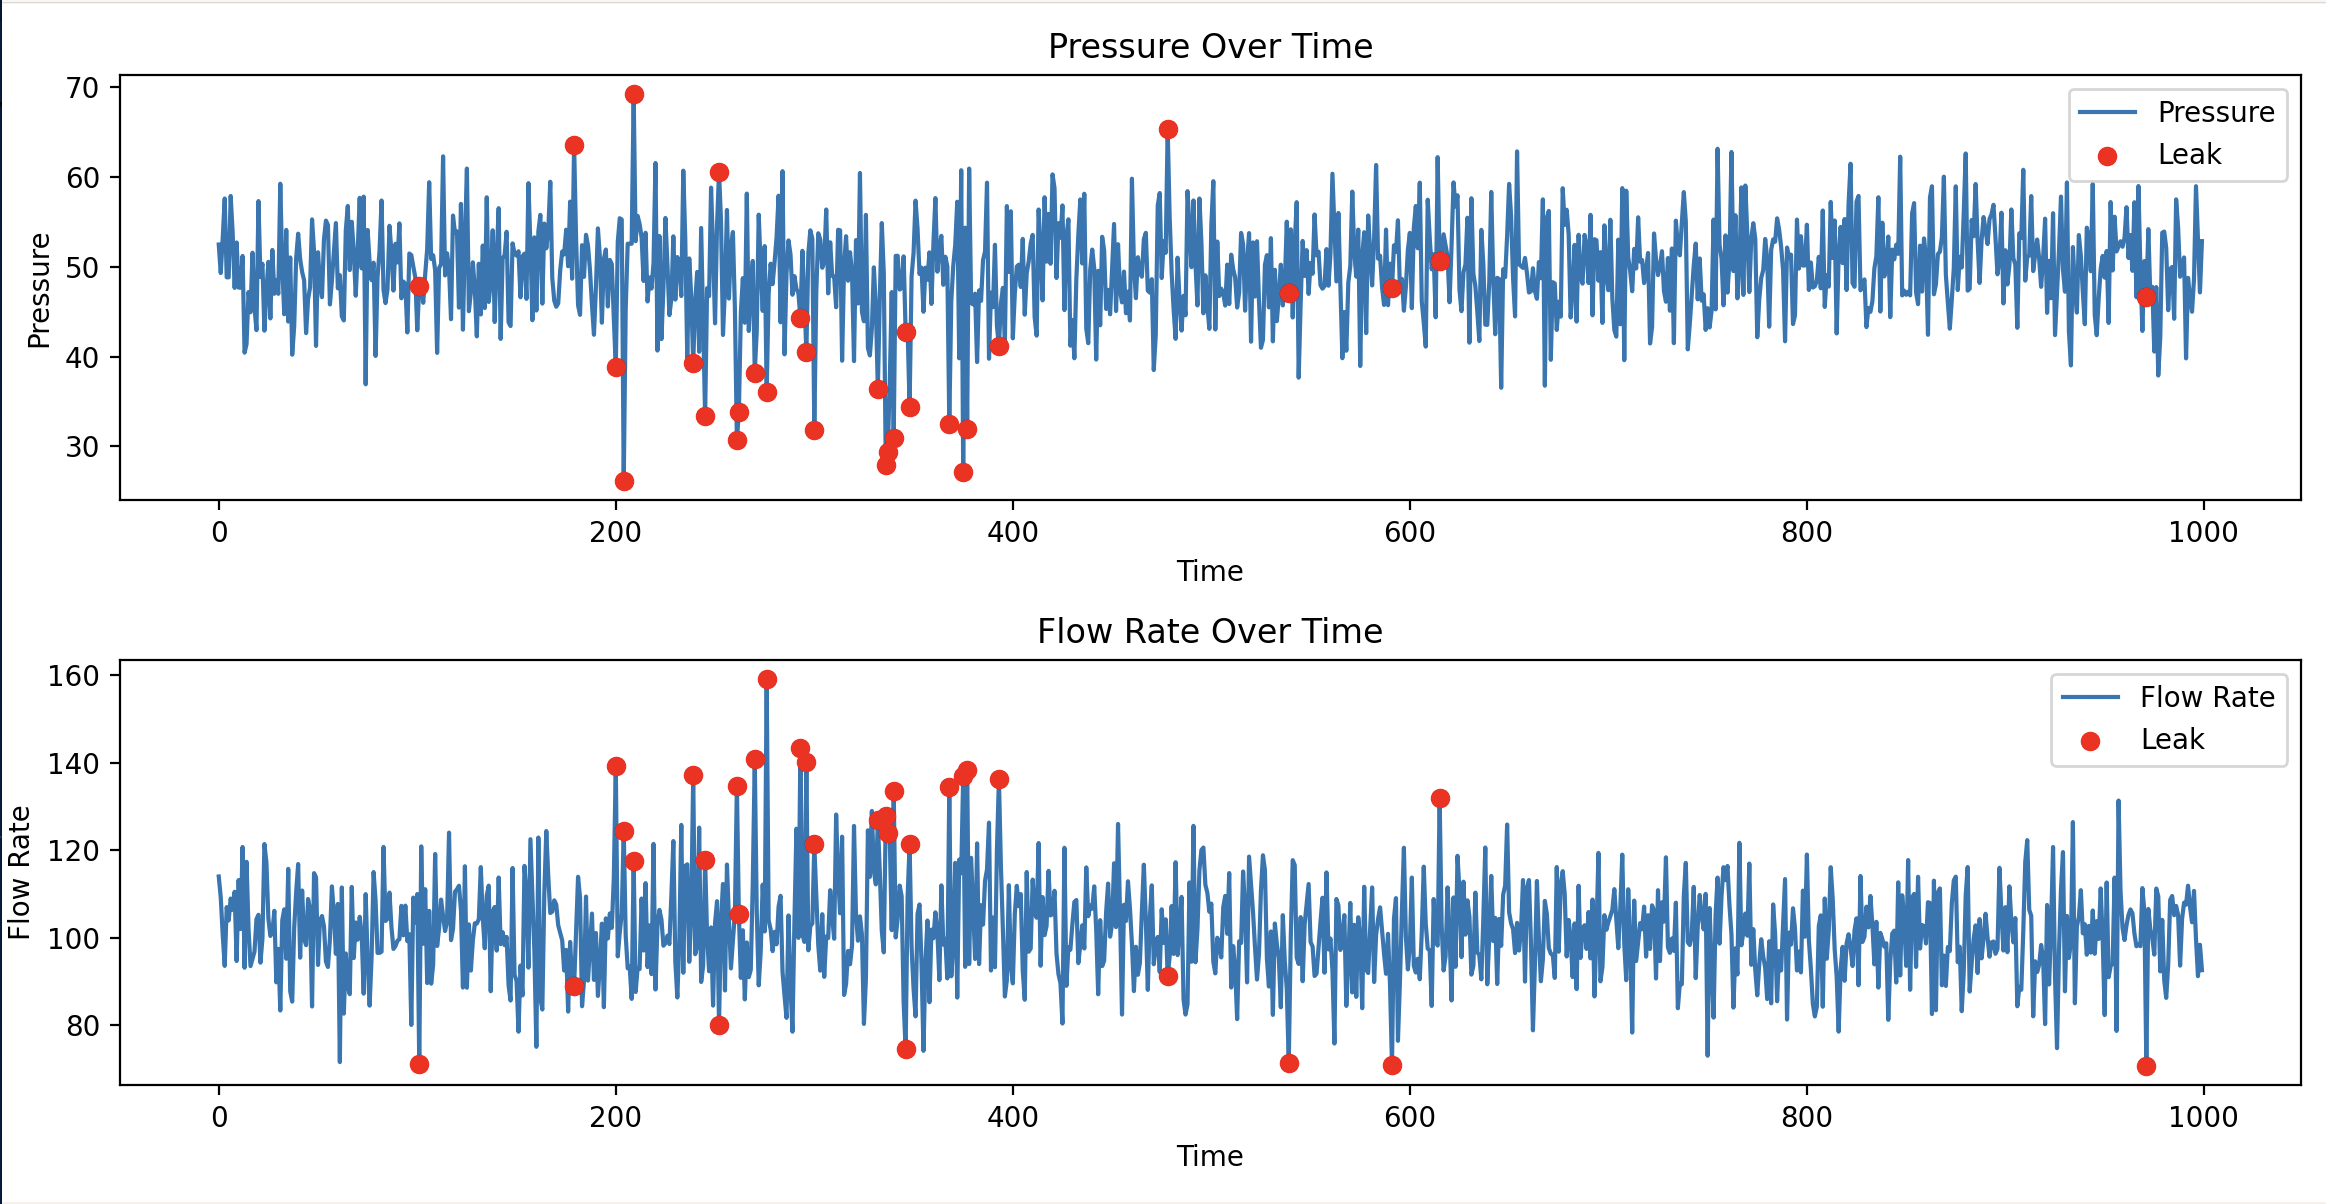 Pressure Over Time
70
60
50
40
30
Pressure
Pressure
Leak
0 200 400 600 800 1000
Time
Flow Rate Over Time
160
140
120
100
80
Flow Rate
Flow Rate
Leak
0 200 400 600 800 1000
Time